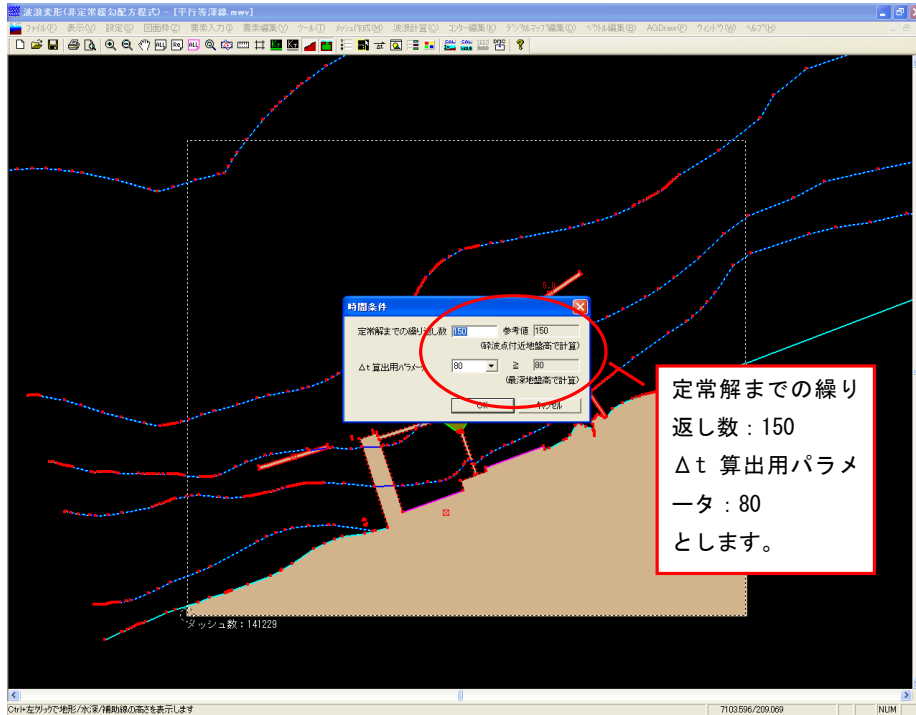 波浪変形(非定常緩勾配方程式) - [平行等深線.mwv]
ファイル(F) 表示(V) 設定(S) 図面枠(Z) 要素入力(I) 要素編集(Y) ツール(T) メッシュ作成(M) 波浪計算(C) コンター編集(K) デジタルマップ編集(D) ベクトル編集(B) AQDraw(P) ウィンドウ(W) ヘルプ(H)
時間条件
定常解までの繰り返し数 150 参考値 150
(砕波点付近地盤高で計算)
Δt 算出用パラメータ 80 ≧ 80
(最深地盤高で計算)
OK キャンセル
定常解までの繰り
返し数：150
Δt 算出用パラメ
ータ：80
とします。
メッシュ数：141229
Ctrl+左クリックで地形/水深/補助線の高さを表示します 7103.596/209.069 NUM